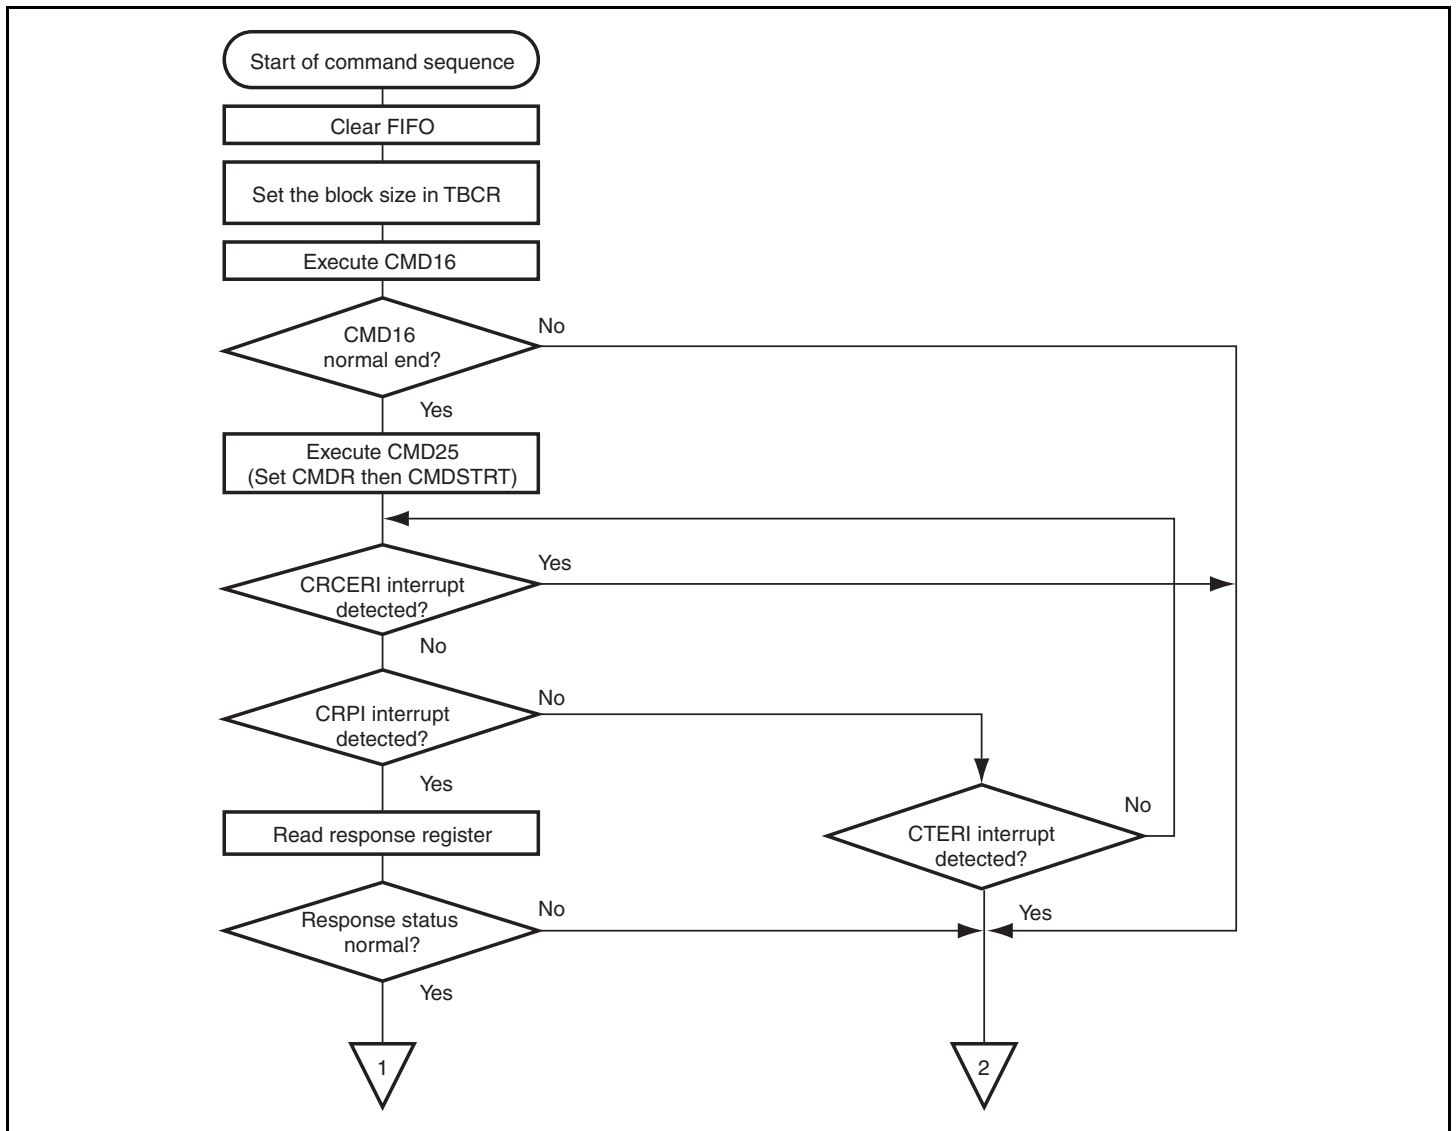 Start of command sequence
Clear FIFO
Set the block size in TBCR
Execute CMD16
CMD16
normal end?
No
Yes
Execute CMD25
(Set CMDR then CMDSTRT)
CRCERI interrupt
detected?
Yes
No
CRPI interrupt
detected?
No
Yes
CTERI interrupt
detected?
No
Yes
Read response register
Response status
normal?
No
Yes
1
2